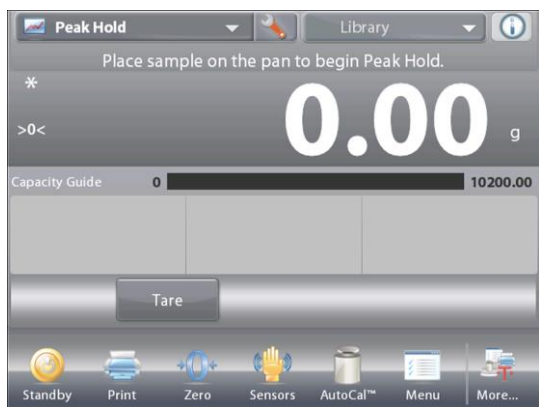 Peak Hold
Library
Place sample on the pan to begin Peak Hold.
*
>0<
0.00 g
Capacity Guide 0 10200.00
Tare
Standby Print Zero Sensors AutoCal™ Menu More...